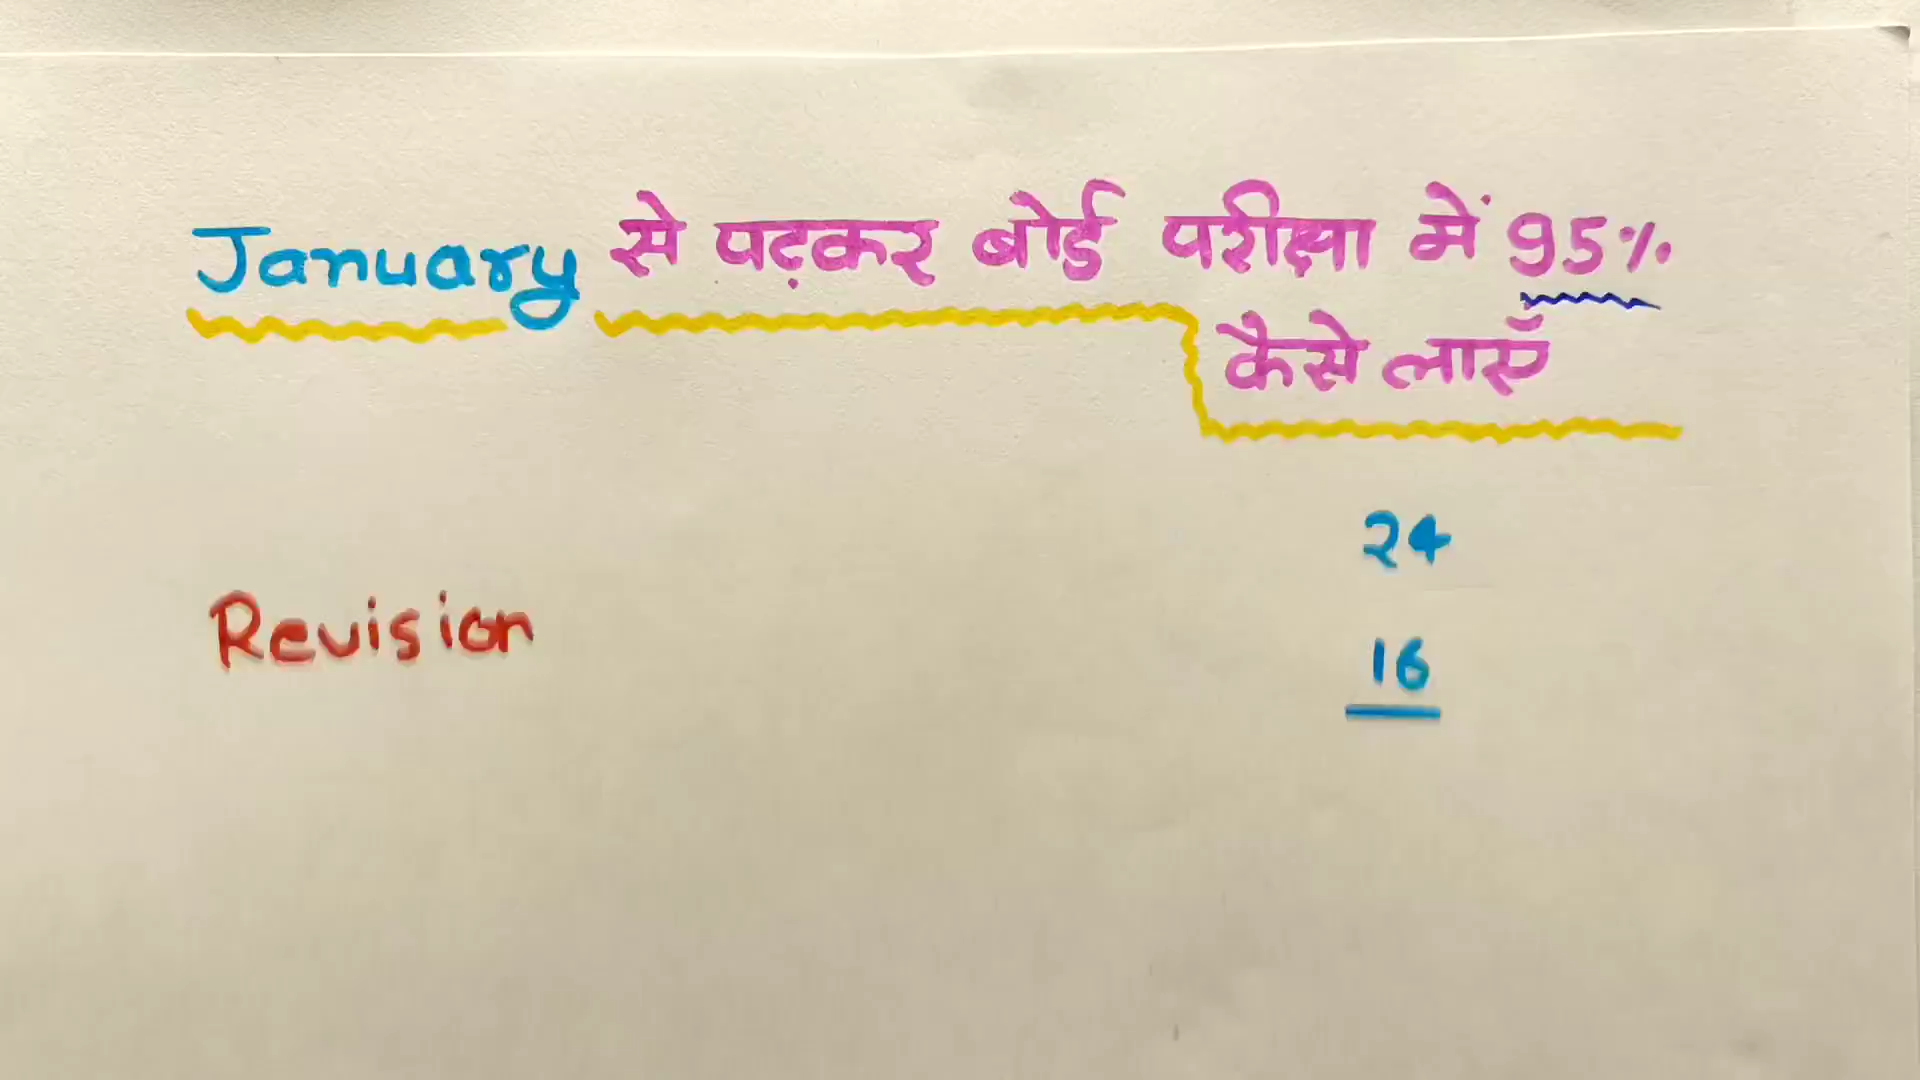 January से पढ़कर बोर्ड परीक्षा में 95%
कैसे लाएँ
24
Revision
16